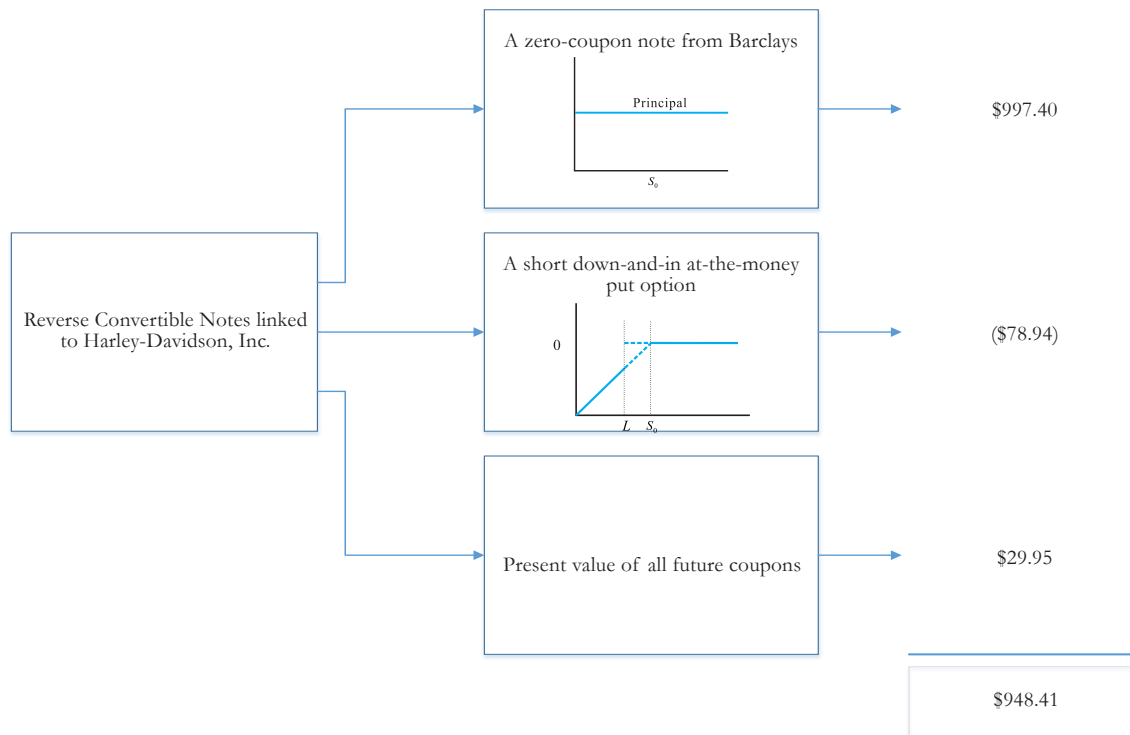 A zero-coupon note from Barclays
Principal
S₀
$997.40
Reverse Convertible Notes linked
to Harley-Davidson, Inc.
A short down-and-in at-the-money
put option
0
L S₀
($78.94)
Present value of all future coupons
$29.95
$948.41